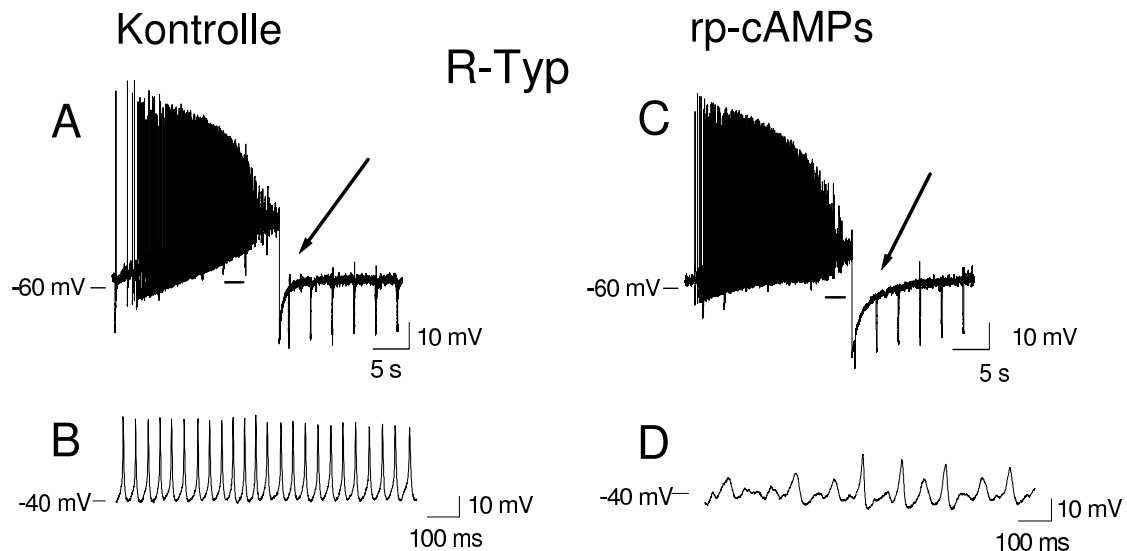 Kontrolle
rp-cAMPs
R-Typ
A
C
-60 mV
10 mV
5 s
-60 mV
10 mV
5 s
B
D
-40 mV
10 mV
100 ms
-40 mV
10 mV
100 ms